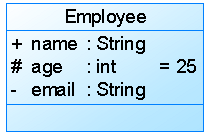 Employee
+ name : String
# age : int = 25
- email : String